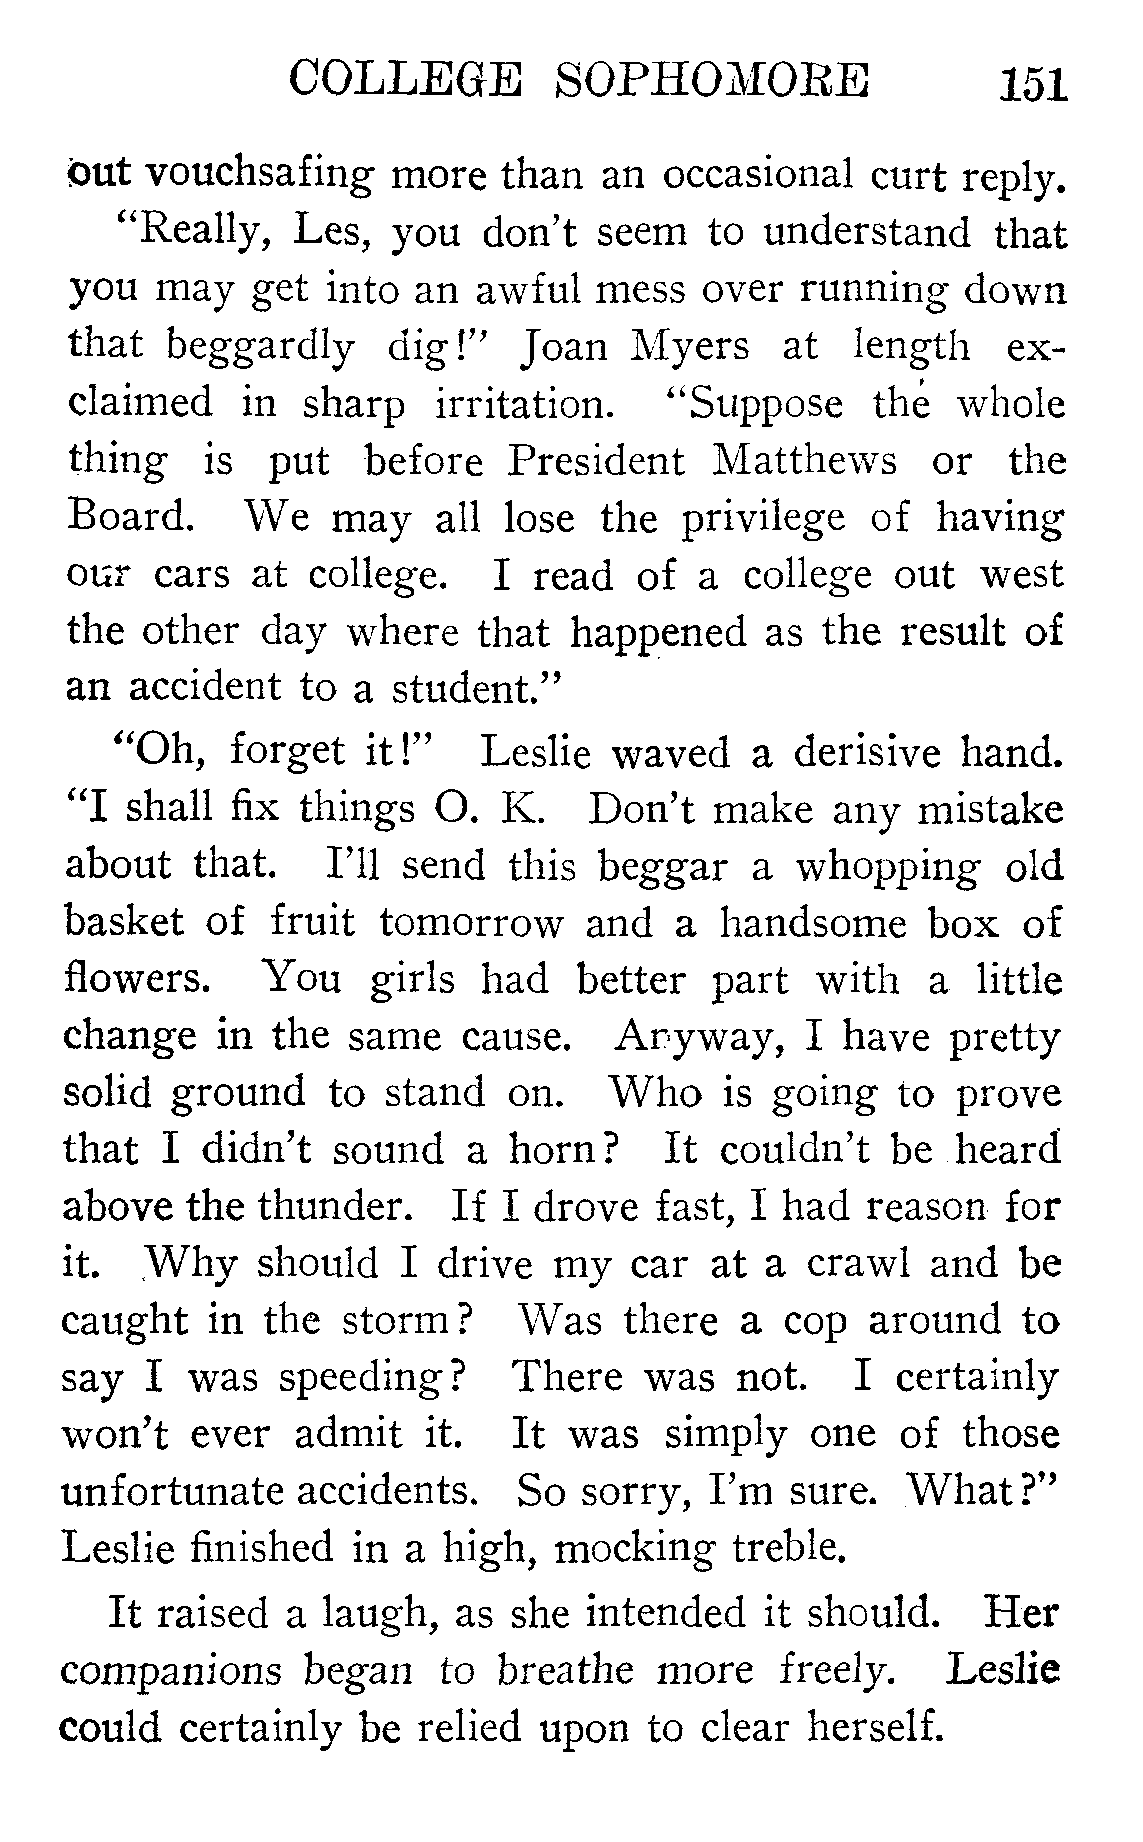 COLLEGE SOPHOMORE 151
out vouchsafing more than an occasional curt reply.
“Really, Les, you don’t seem to understand that
you may get into an awful mess over running down
that beggardly dig!” Joan Myers at length ex-
claimed in sharp irritation. “Suppose the whole
thing is put before President Matthews or the
Board. We may all lose the privilege of having
our cars at college. I read of a college out west
the other day where that happened as the result of
an accident to a student.”
“Oh, forget it!” Leslie waved a derisive hand.
“I shall fix things O. K. Don’t make any mistake
about that. I’ll send this beggar a whopping old
basket of fruit tomorrow and a handsome box of
flowers. You girls had better part with a little
change in the same cause. Anyway, I have pretty
solid ground to stand on. Who is going to prove
that I didn’t sound a horn? It couldn’t be heard
above the thunder. If I drove fast, I had reason for
it. Why should I drive my car at a crawl and be
caught in the storm? Was there a cop around to
say I was speeding? There was not. I certainly
won’t ever admit it. It was simply one of those
unfortunate accidents. So sorry, I’m sure. What?”
Leslie finished in a high, mocking treble.
It raised a laugh, as she intended it should. Her
companions began to breathe more freely. Leslie
could certainly be relied upon to clear herself.